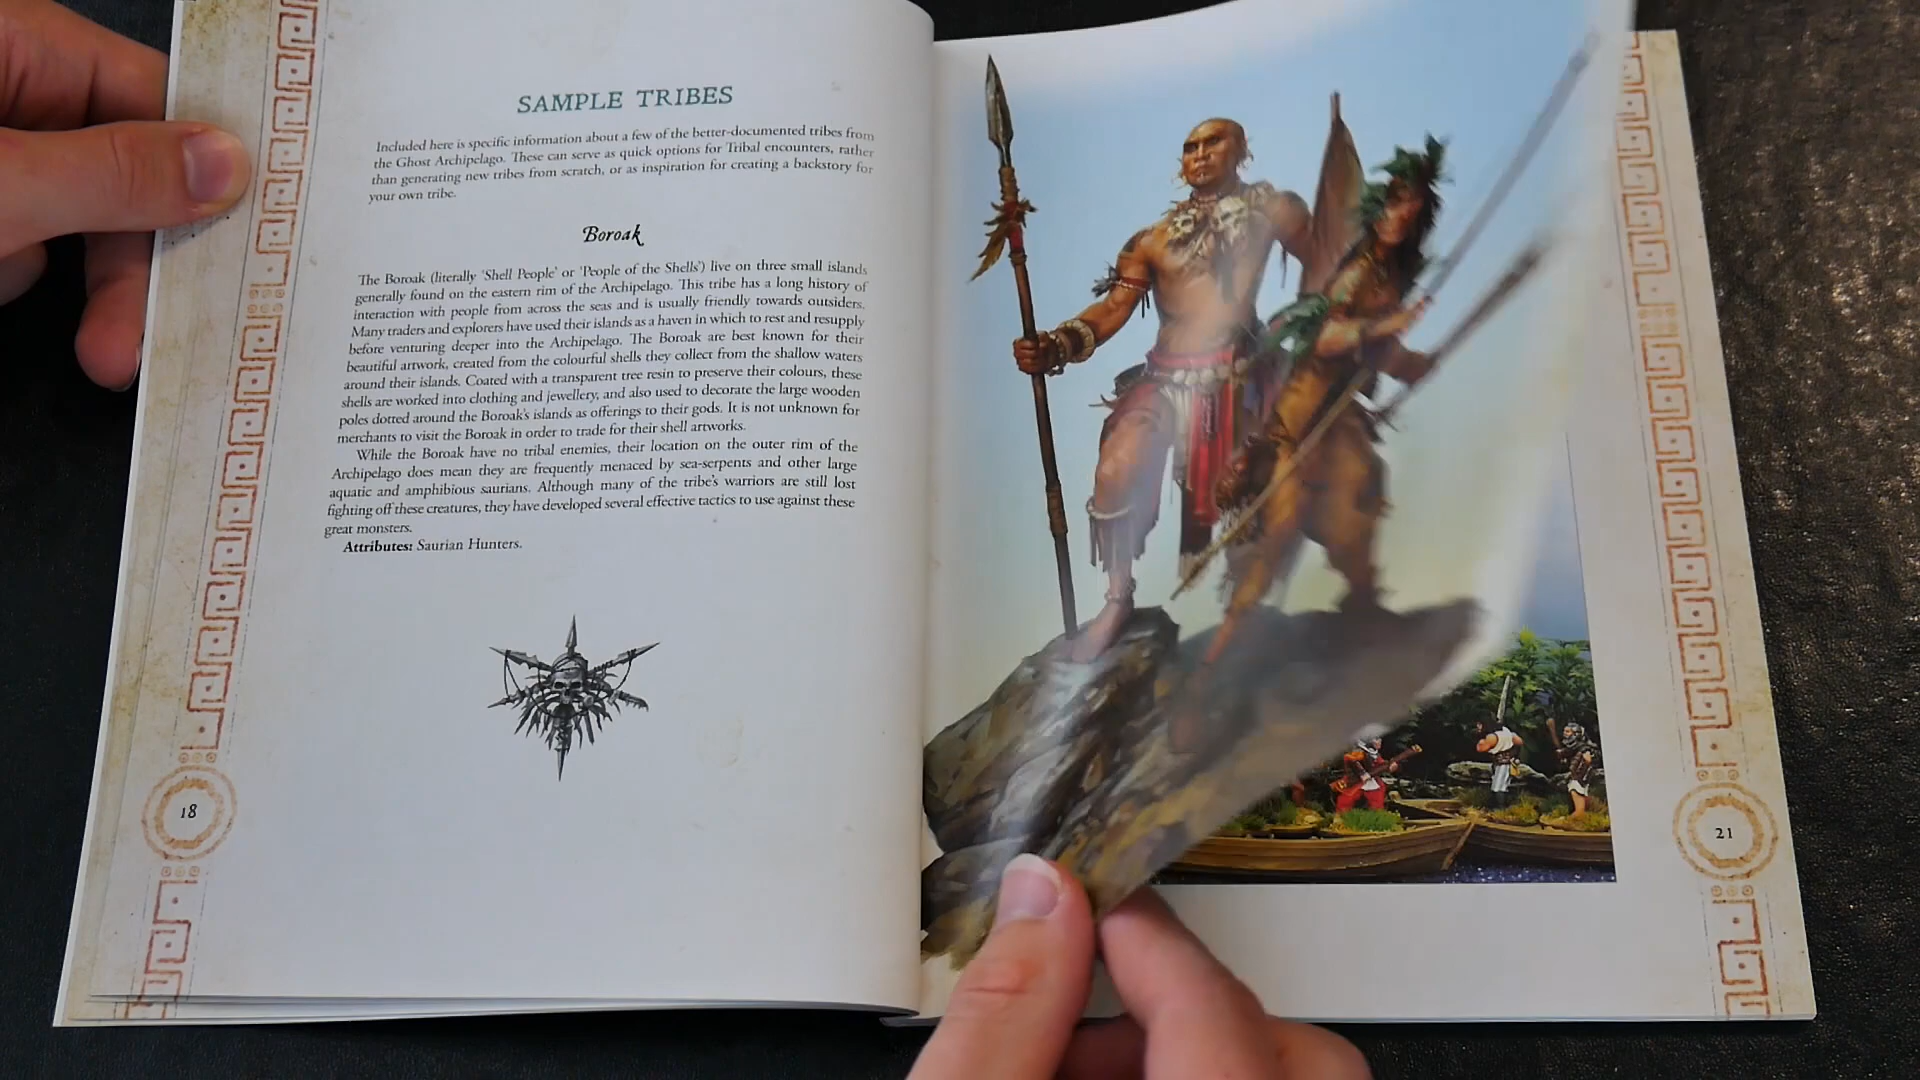 SAMPLE TRIBES
Included here is specific information about a few of the better-documented tribes from
the Ghost Archipelago. These can serve as quick options for Tribal encounters, rather
than generating new tribes from scratch, or as inspiration for creating a backstory for
your own tribe.
Boroak
The Boroak (literally 'Shell People' or 'People of the Shells') live on three small islands
generally found on the eastern rim of the Archipelago. This tribe has a long history of
interaction with people from across the seas and is usually friendly towards outsiders.
Many traders and explorers have used their islands as a haven in which to rest and resupply
before venturing deeper into the Archipelago. The Boroak are best known for their
beautiful artwork, created from the colourful shells they collect from the shallow waters
around their islands. Coated with a transparent tree resin to preserve their colours, these
shells are worked into clothing and jewellery, and also used to decorate the large wooden
poles dotted around the Boroak's islands as offerings to their gods. It is not unknown for
merchants to visit the Boroak in order to trade for their shell artworks.
While the Boroak have no tribal enemies, their location on the outer rim of the
Archipelago does mean they are frequently menaced by sea-serpents and other large
aquatic and amphibious saurians. Although many of the tribe's warriors are still lost
fighting off these creatures, they have developed several effective tactics to use against these
great monsters.
Attributes: Saurian Hunters.
18
21